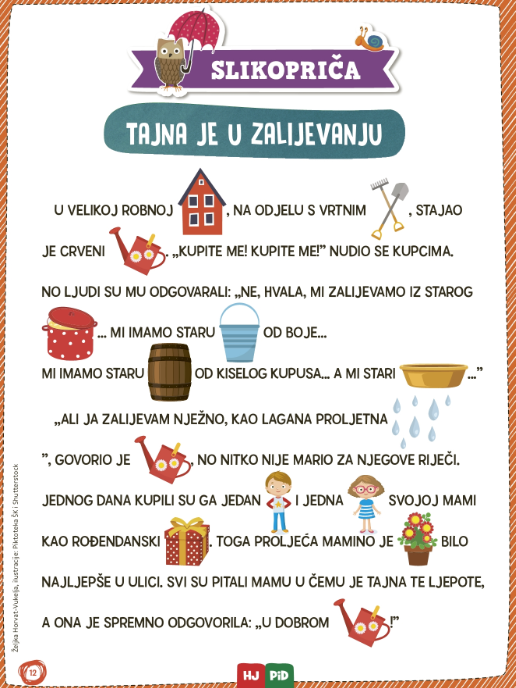 SLIKOPRIČA
TAJNA JE U ZALIJEVANJU
U VELIKOJ ROBNOJ , NA ODJELU S VRTNIM , STAJAO
JE CRVENI . „KUPITE ME! KUPITE ME!” NUDIO SE KUPCIMA.
NO LJUDI SU MU ODGOVARALI: „NE, HVALA, MI ZALIJEVAMO IZ STAROG
... MI IMAMO STARU OD BOJE...
MI IMAMO STARU OD KISELOG KUPUSA... A MI STARI ...”
„ALI JA ZALIJEVAM NJEŽNO, KAO LAGANA PROLJETNA
”, GOVORIO JE , NO NITKO NIJE MARIO ZA NJEGOVE RIJEČI.
JEDNOG DANA KUPILI SU GA JEDAN I JEDNA SVOJOJ MAMI
KAO ROĐENDANSKI . TOGA PROLJEĆA MAMINO JE BILO
NAJLJEPŠE U ULICI. SVI SU PITALI MAMU U ČEMU JE TAJNA TE LJEPOTE,
A ONA JE SPREMNO ODGOVORILA: „U DOBROM !”
Željka Horvat-Vukelja, ilustracije: Piktoteka ŠK i Shutterstock
12
HJ PiD